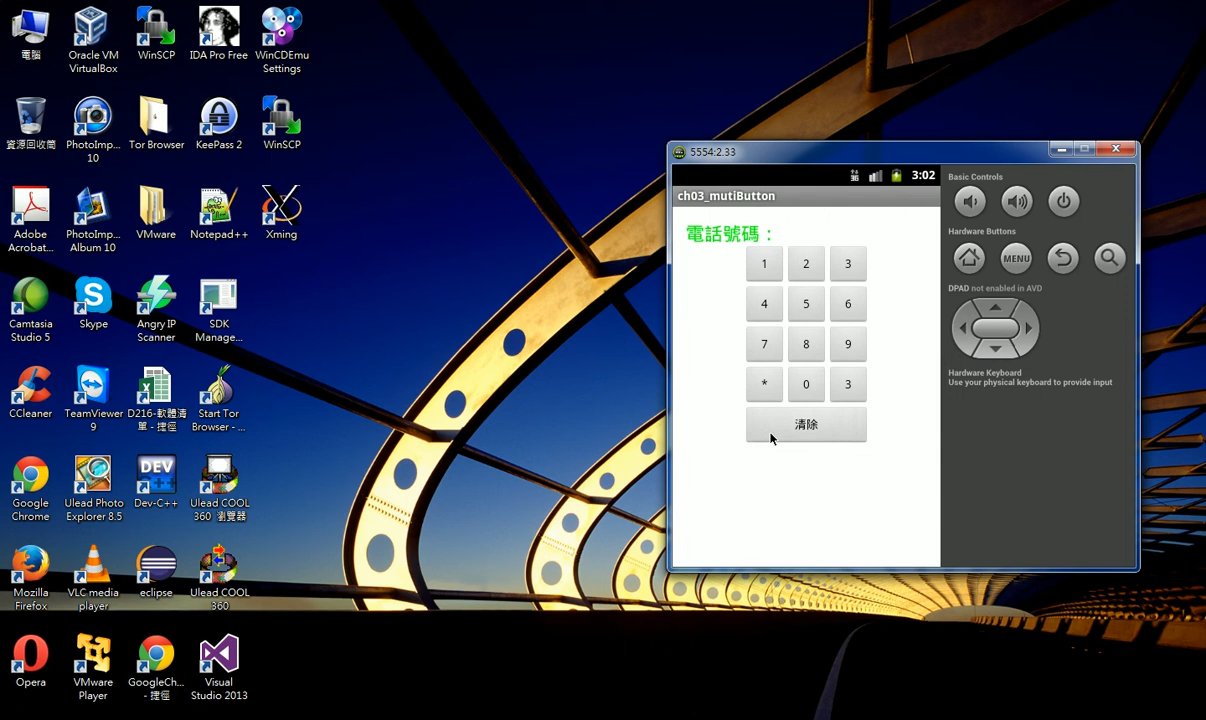 電腦
Oracle VM
VirtualBox
WinSCP
IDA Pro Free
WinCDEmu
Settings
資源回收筒
PhotoImp...
10
Tor Browser
KeePass 2
WinSCP
Adobe
Acrobat...
PhotoImp...
Album 10
VMware
Notepad++
Xming
Camtasia
Studio 5
Skype
Angry IP
Scanner
SDK
Manage...
CCleaner
TeamViewer
9
D216-軟體清
單 - 捷徑
Start Tor
Browser - ...
Google
Chrome
Ulead Photo
Explorer 8.5
DEV
Dev-C++
Ulead COOL
360 瀏覽器
Mozilla
Firefox
VLC media
player
eclipse
Ulead COOL
360
Opera
VMware
Player
GoogleCh...
- 捷徑
Visual
Studio 2013
5554:2.33
3G
3:02
ch03_mutiButton
電話號碼：
1 2 3
4 5 6
7 8 9
* 0 3
清除
Basic Controls
Hardware Buttons
MENU
DPAD not enabled in AVD
Hardware Keyboard
Use your physical keyboard to provide input